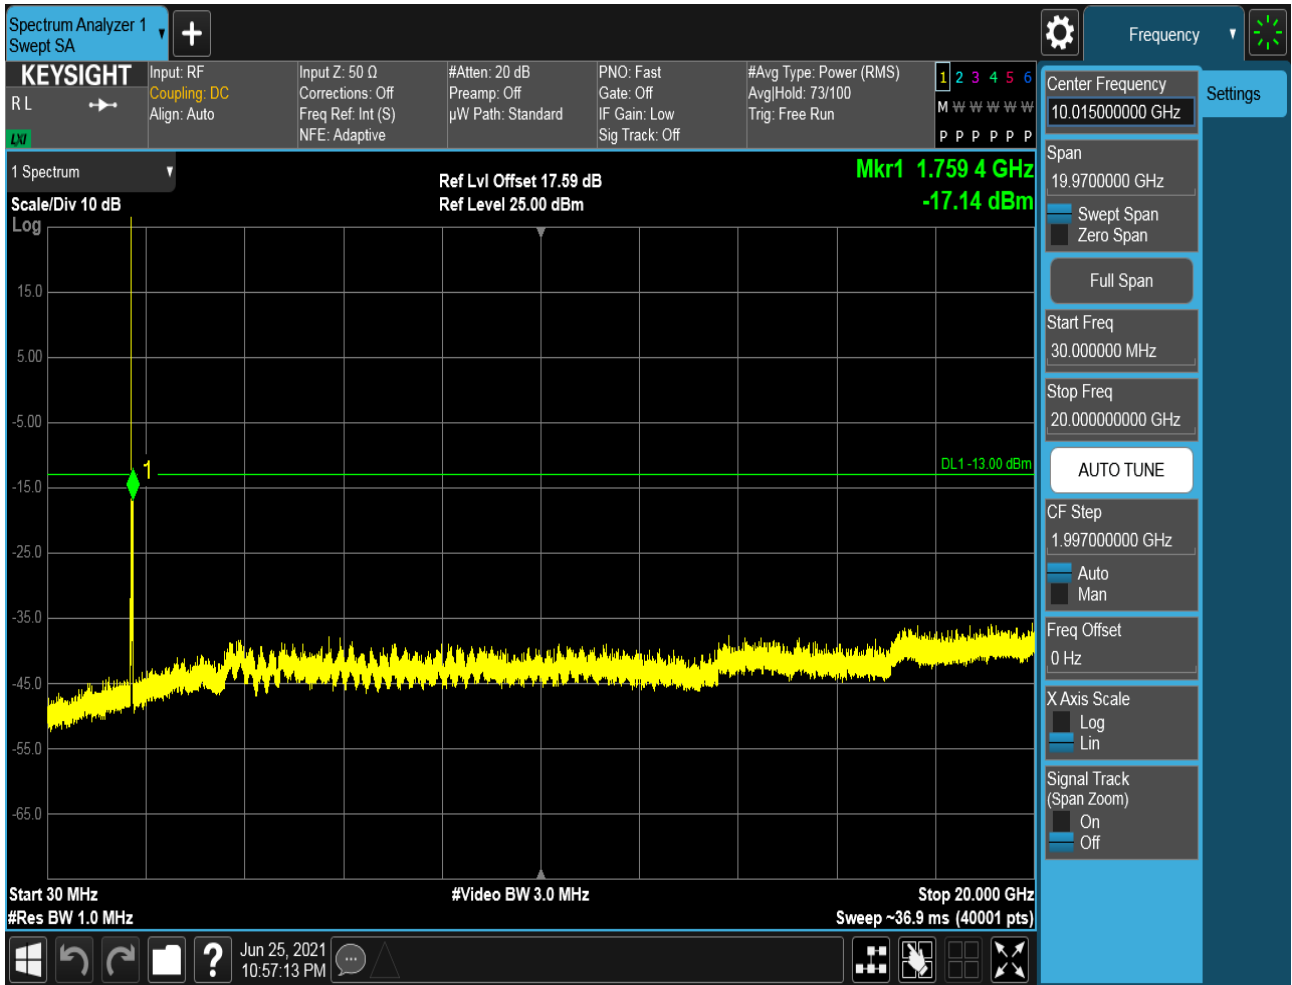 Spectrum Analyzer 1
Swept SA
Frequency
KEYSIGHT
R L
LXI
Input: RF
Coupling: DC
Align: Auto
Input Z: 50 Ω
Corrections: Off
Freq Ref: Int (S)
NFE: Adaptive
#Atten: 20 dB
Preamp: Off
µW Path: Standard
PNO: Fast
Gate: Off
IF Gain: Low
Sig Track: Off
#Avg Type: Power (RMS)
Avg|Hold: 73/100
Trig: Free Run
1 2 3 4 5 6
M W W W W W
P P P P P P
1 Spectrum
Scale/Div 10 dB
Log
Ref Lvl Offset 17.59 dB
Ref Level 25.00 dBm
Mkr1 1.759 4 GHz
-17.14 dBm
15.0
5.00
-5.00
-15.0
-25.0
-35.0
-45.0
-55.0
-65.0
1
DL1 -13.00 dBm
Start 30 MHz
#Res BW 1.0 MHz
#Video BW 3.0 MHz
Stop 20.000 GHz
Sweep ~36.9 ms (40001 pts)
Jun 25, 2021
10:57:13 PM
Center Frequency
10.015000000 GHz
Settings
Span
19.9700000 GHz
Swept Span
Zero Span
Full Span
Start Freq
30.000000 MHz
Stop Freq
20.000000000 GHz
AUTO TUNE
CF Step
1.997000000 GHz
Auto
Man
Freq Offset
0 Hz
X Axis Scale
Log
Lin
Signal Track
(Span Zoom)
On
Off